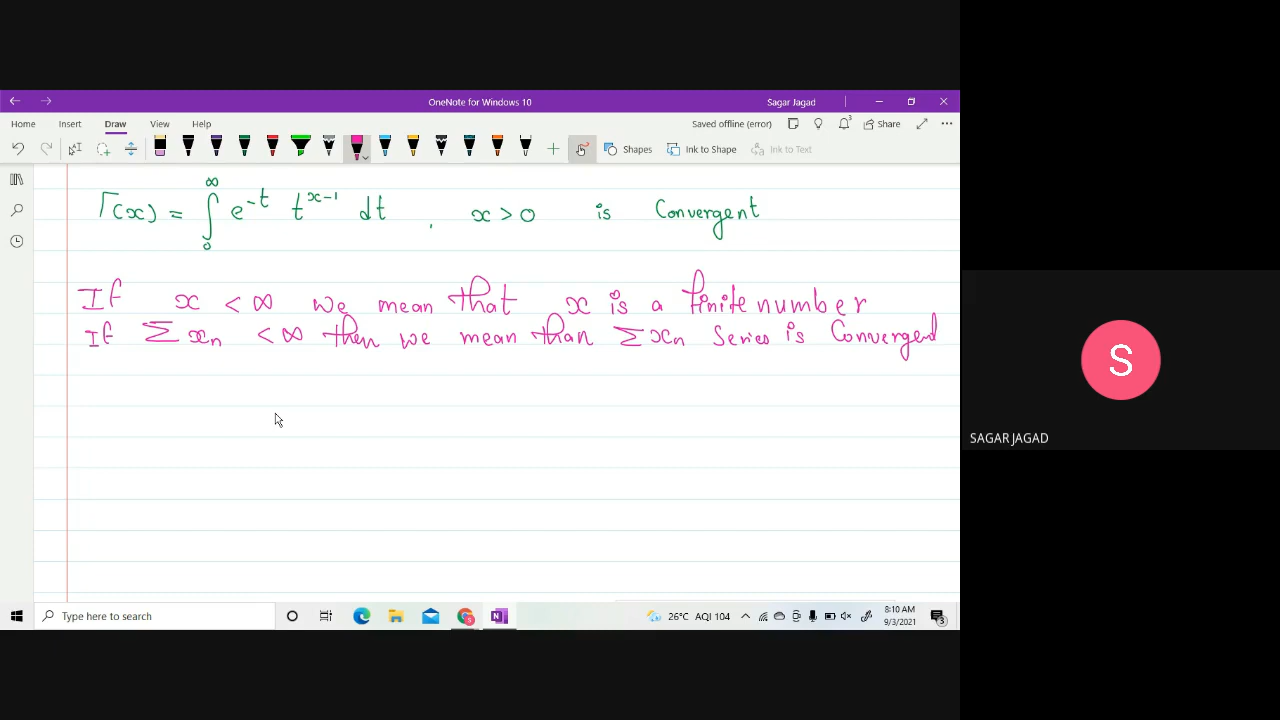 OneNote for Windows 10
Sagar Jagad
Home Insert Draw View Help
Saved offline (error)
3
Share
Shapes
Ink to Shape
Ink to Text
Γ(x) = ∫₀^∞ e^-t t^x-1 dt , x > 0 is Convergent
If x < ∞ we mean that x is a finite number
If Σxₙ < ∞ then we mean than Σxₙ Series is Convergent
S
SAGAR JAGAD
Type here to search
26°C AQI 104
8:10 AM
9/3/2021
3